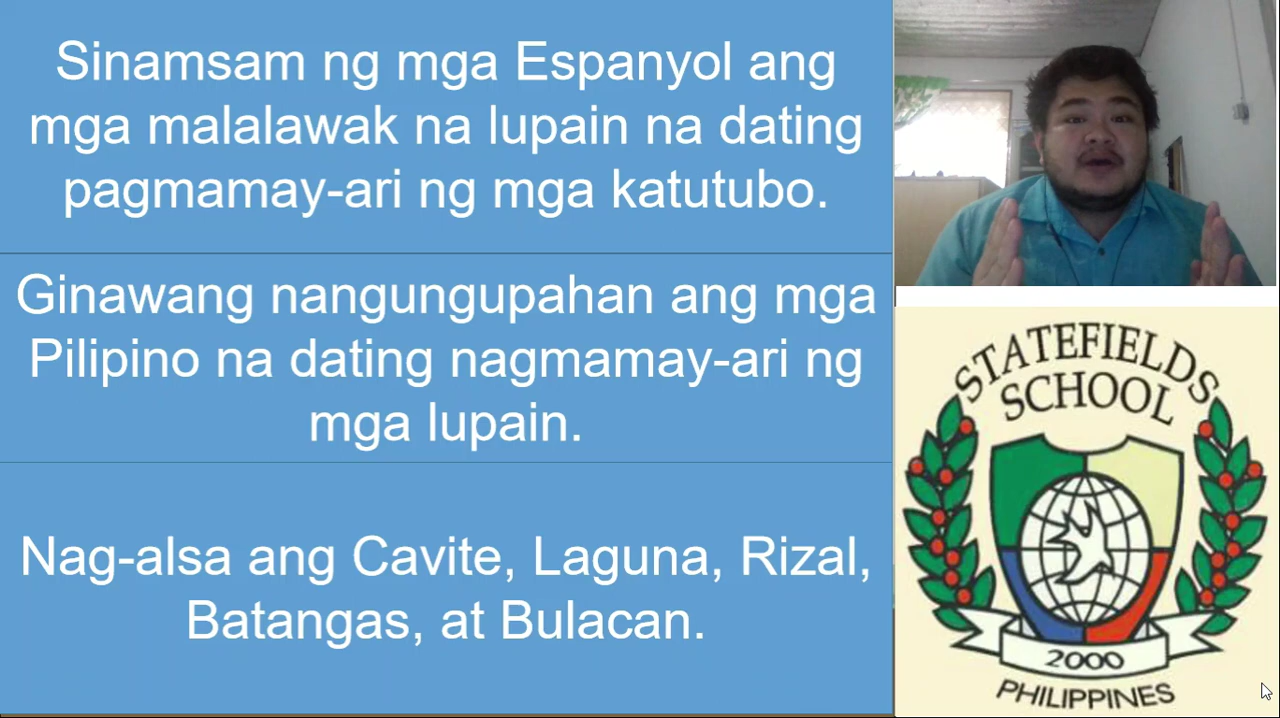 Sinamsam ng mga Espanyol ang
mga malalawak na lupain na dating
pagmamay-ari ng mga katutubo.
Ginawang nangungupahan ang mga
Pilipino na dating nagmamay-ari ng
mga lupain.
Nag-alsa ang Cavite, Laguna, Rizal,
Batangas, at Bulacan.
STATEFIELDS
SCHOOL
2000
PHILIPPINES